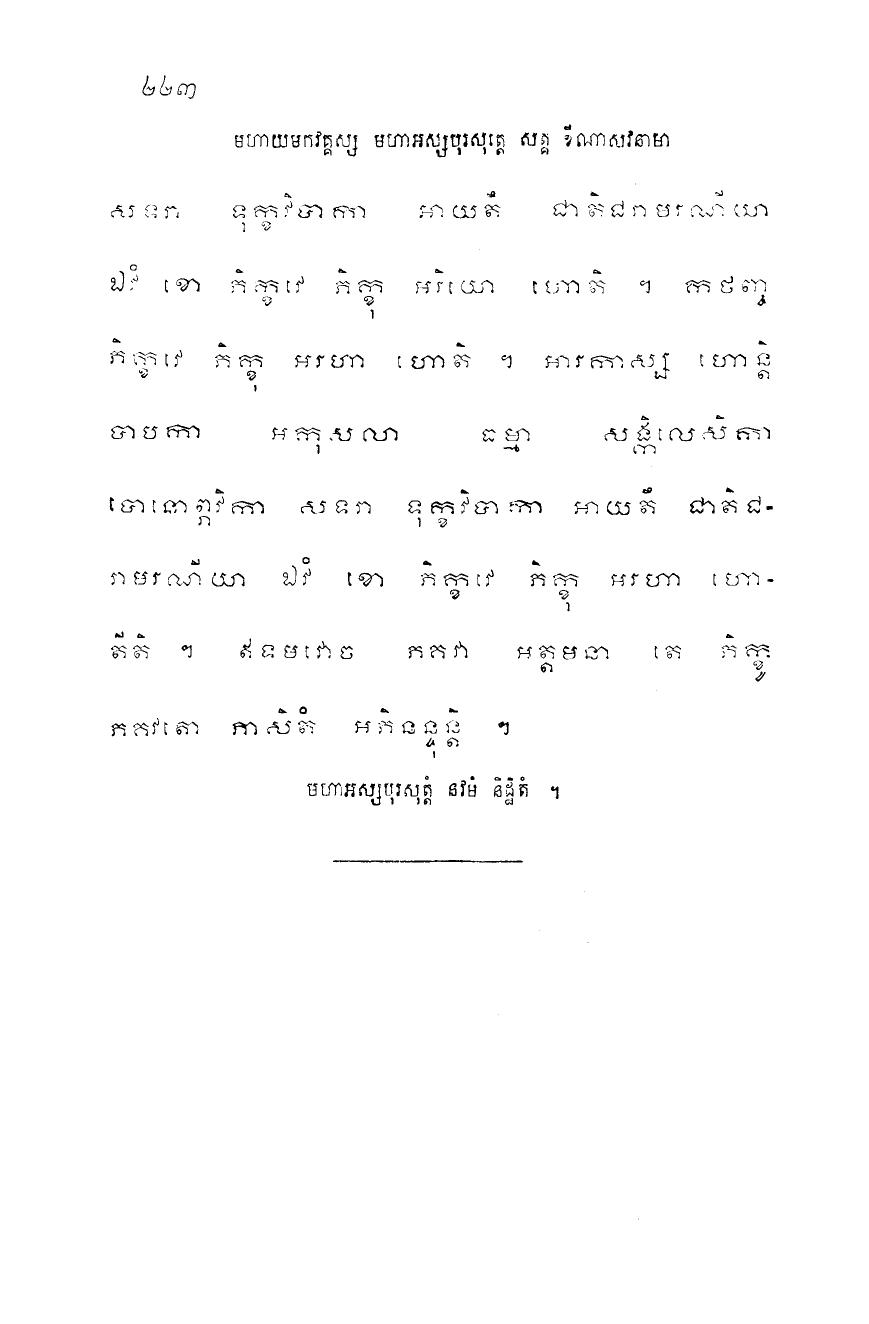 ២២៣
មហាយមកវគ្គស្ស មហាអស្សបុរសុត្តេ សត្ត ខីណាសវនាមា
សទរា ទុក្ខវិបាកា អាយតឹ ជាតិជរាមរណីយា
ឯវំ ខោ ភិក្ខវេ ភិក្ខុ អរិយោ ហោតិ ។ កថញ្ច
ភិក្ខវេ ភិក្ខុ អរហា ហោតិ ។ អារកាស្ស ហោន្តិ
បាបកា អកុសលា ធម្មា សង្កិលេសិកា
បោនោព្ភវិកា សទរា ទុក្ខវិបាកា អាយតឹ ជាតិជ-
រាមរណីយា ឯវំ ខោ ភិក្ខវេ ភិក្ខុ អរហា ហោ-
តីតិ ។ ឥទមវោច ភគវា អត្តមនា តេ ភិក្ខូ
ភគវតោ ភាសិតំ អភិនន្ទុន្តិ ។
មហាអស្សបុរសុត្តំ នវមំ និដ្ឋិតំ ។